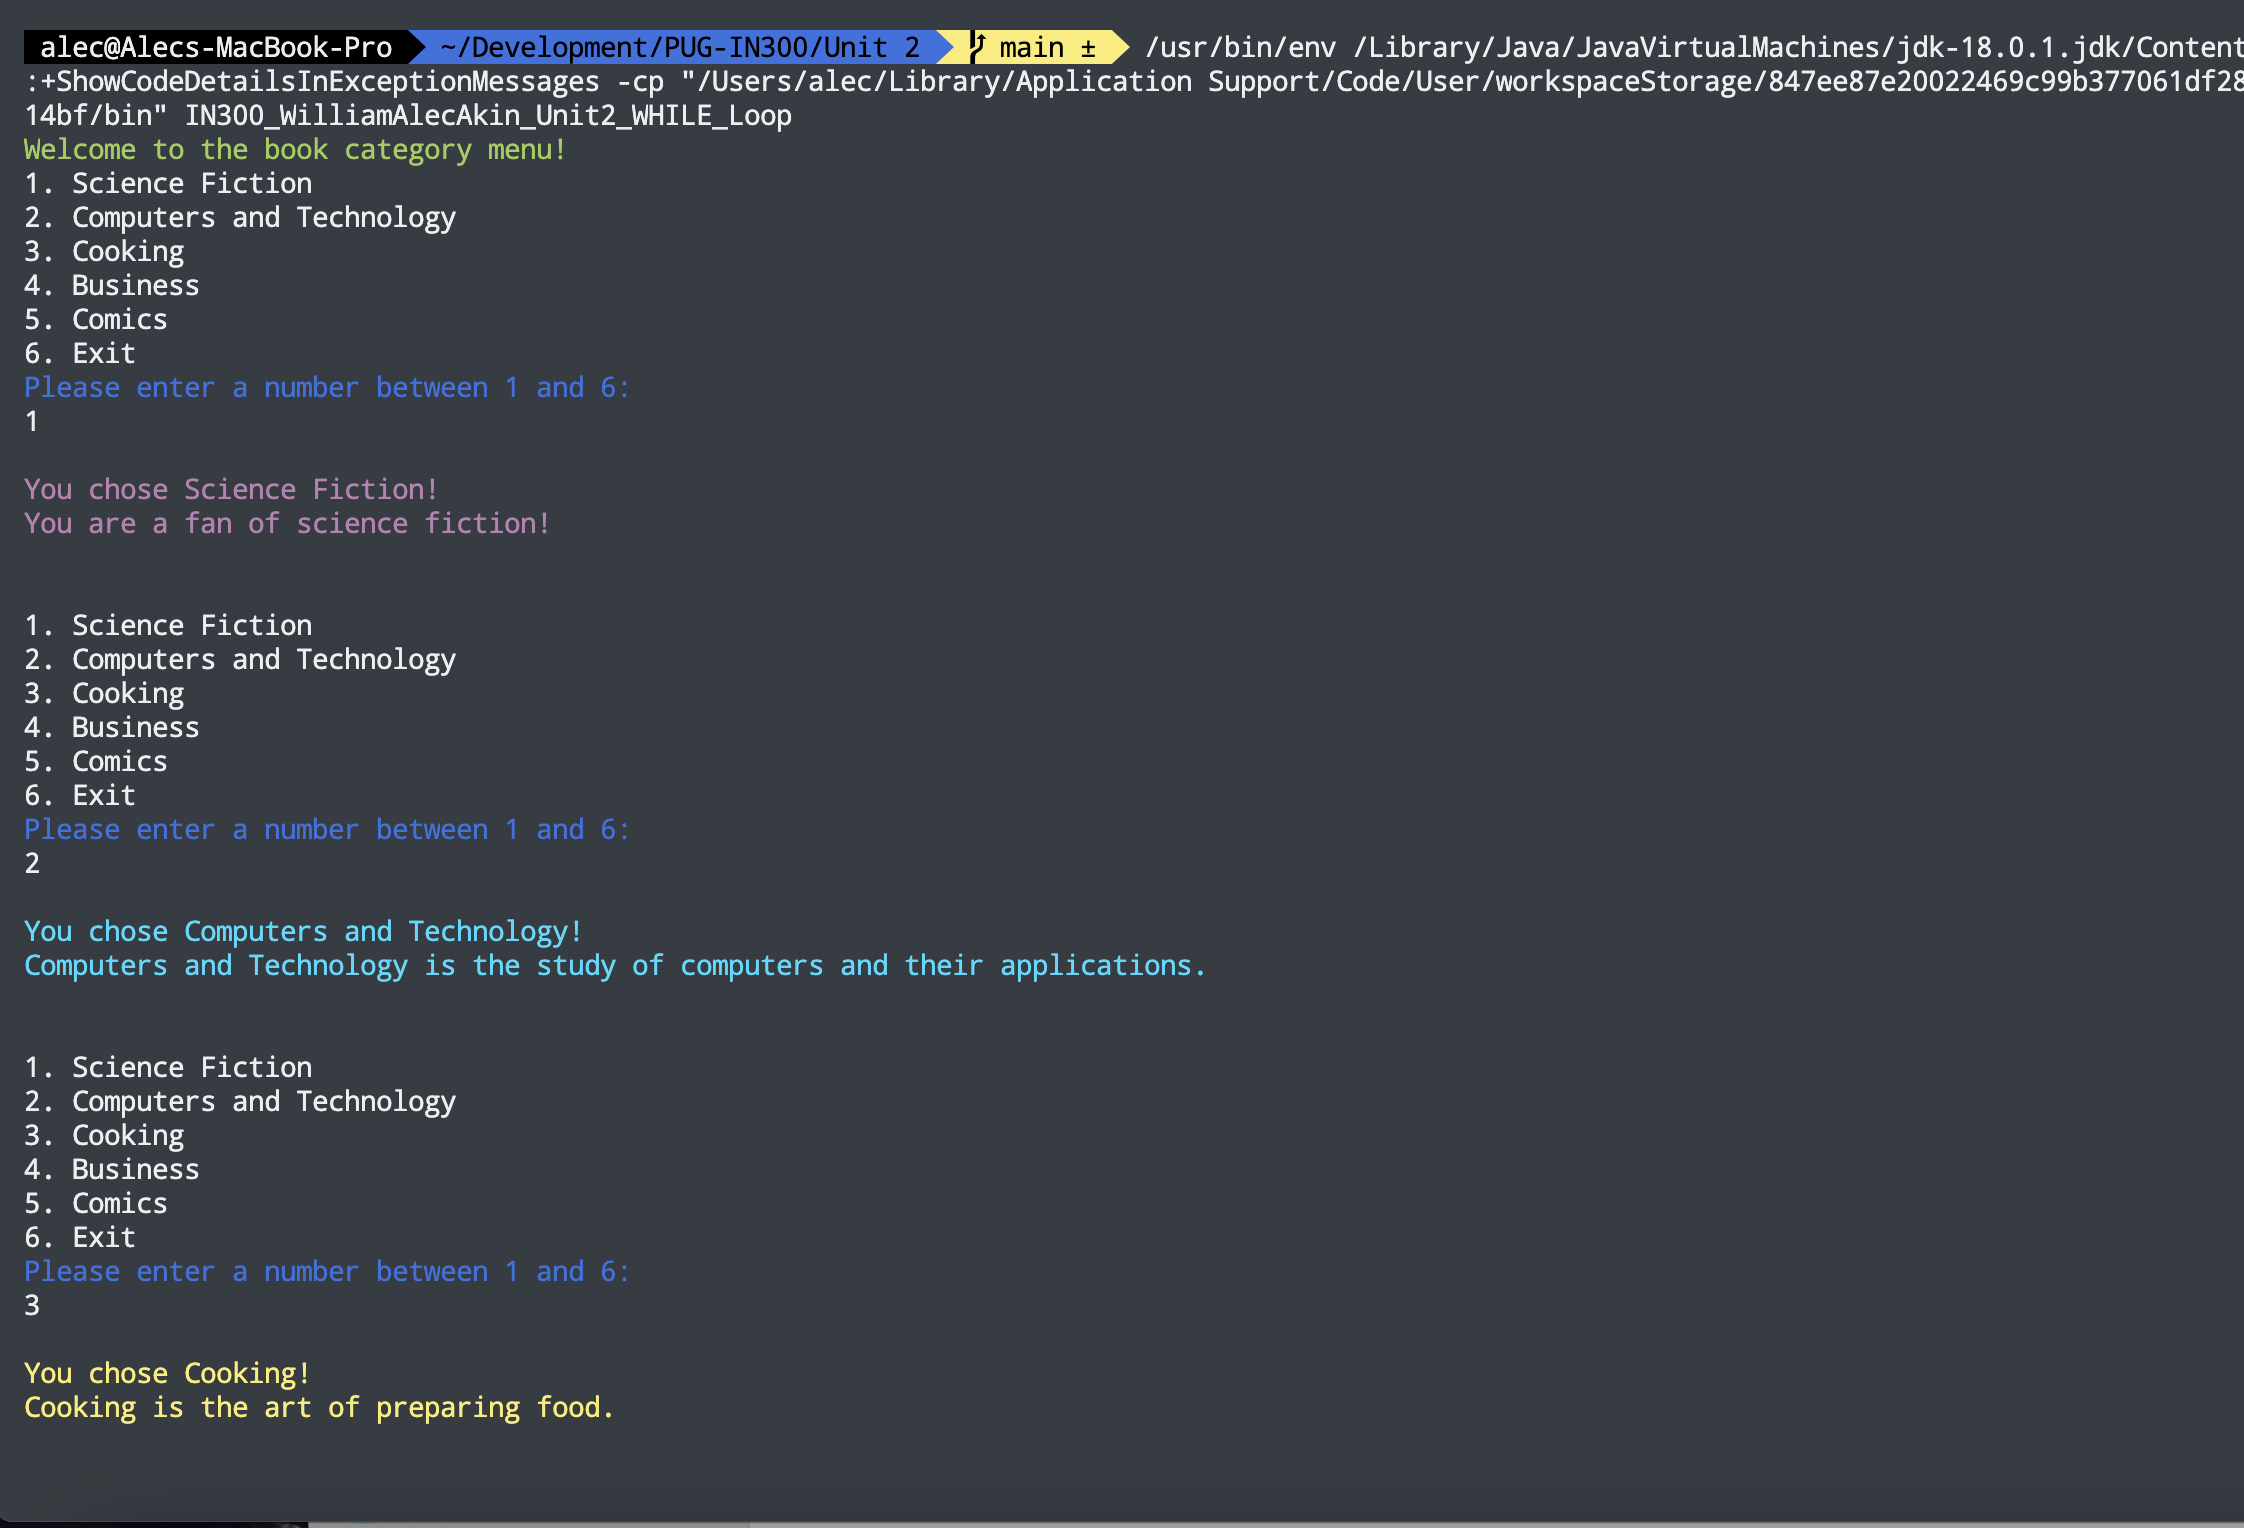 alec@Alecs-MacBook-Pro ~/Development/PUG-IN300/Unit 2 main ± /usr/bin/env /Library/Java/JavaVirtualMachines/jdk-18.0.1.jdk/Content
:+ShowCodeDetailsInExceptionMessages -cp "/Users/alec/Library/Application Support/Code/User/workspaceStorage/847ee87e20022469c99b377061df28
14bf/bin" IN300_WilliamAlecAkin_Unit2_WHILE_Loop
Welcome to the book category menu!
1. Science Fiction
2. Computers and Technology
3. Cooking
4. Business
5. Comics
6. Exit
Please enter a number between 1 and 6:
1
You chose Science Fiction!
You are a fan of science fiction!
1. Science Fiction
2. Computers and Technology
3. Cooking
4. Business
5. Comics
6. Exit
Please enter a number between 1 and 6:
2
You chose Computers and Technology!
Computers and Technology is the study of computers and their applications.
1. Science Fiction
2. Computers and Technology
3. Cooking
4. Business
5. Comics
6. Exit
Please enter a number between 1 and 6:
3
You chose Cooking!
Cooking is the art of preparing food.